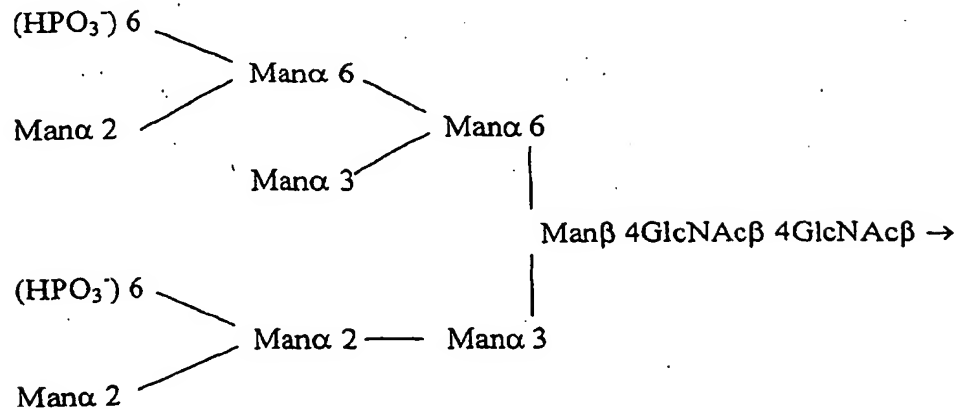 (HPO₃⁻) 6
Manα 6
Manα 2
Manα 6
Manα 3
Manβ 4GlcNAcβ 4GlcNAcβ →
(HPO₃⁻) 6
Manα 2
Manα 3
Manα 2